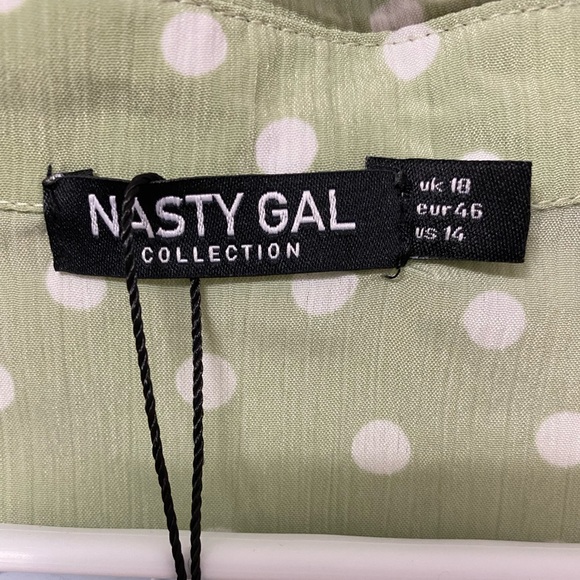 NASTY GAL
COLLECTION
uk 18
eur 46
us 14